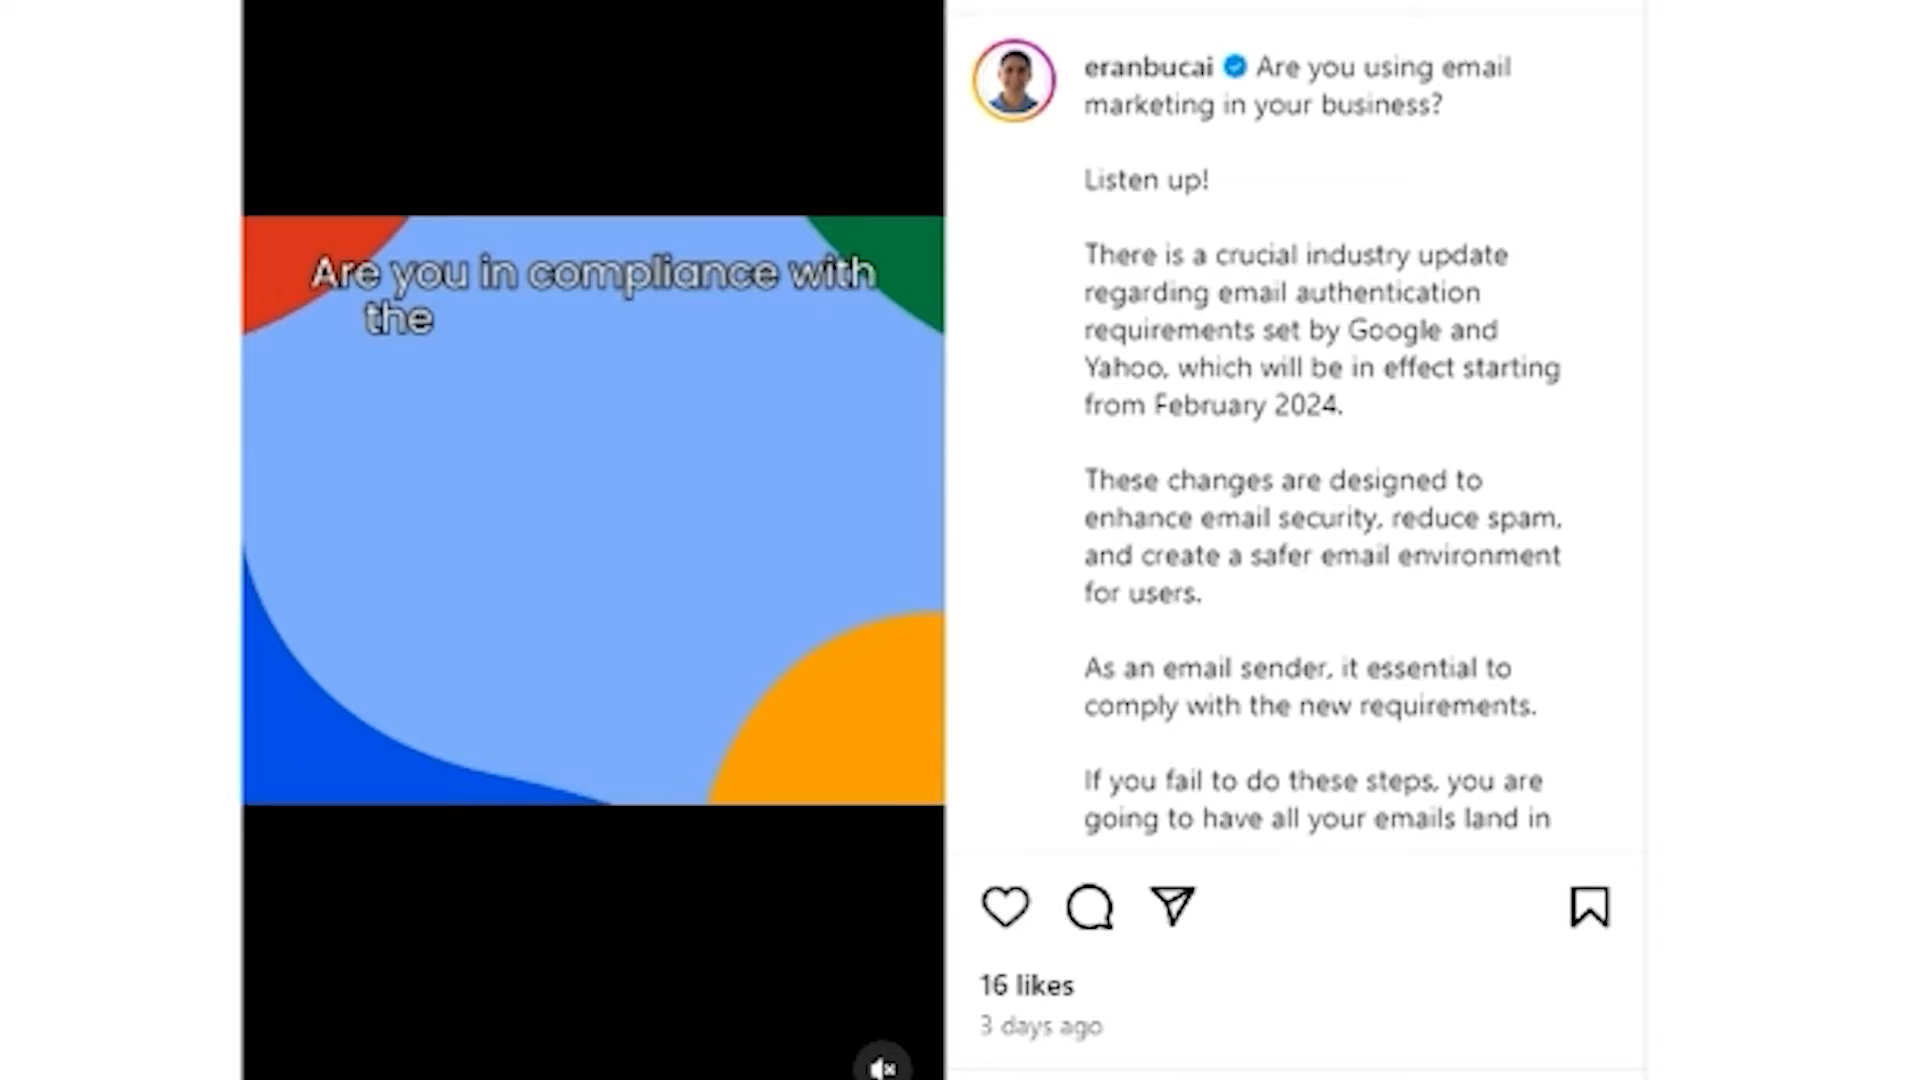 Are you in compliance with
the
eranbucai Are you using email
marketing in your business?
Listen up!
There is a crucial industry update
regarding email authentication
requirements set by Google and
Yahoo, which will be in effect starting
from February 2024.
These changes are designed to
enhance email security, reduce spam,
and create a safer email environment
for users.
As an email sender, it essential to
comply with the new requirements.
If you fail to do these steps, you are
going to have all your emails land in
16 likes
3 days ago